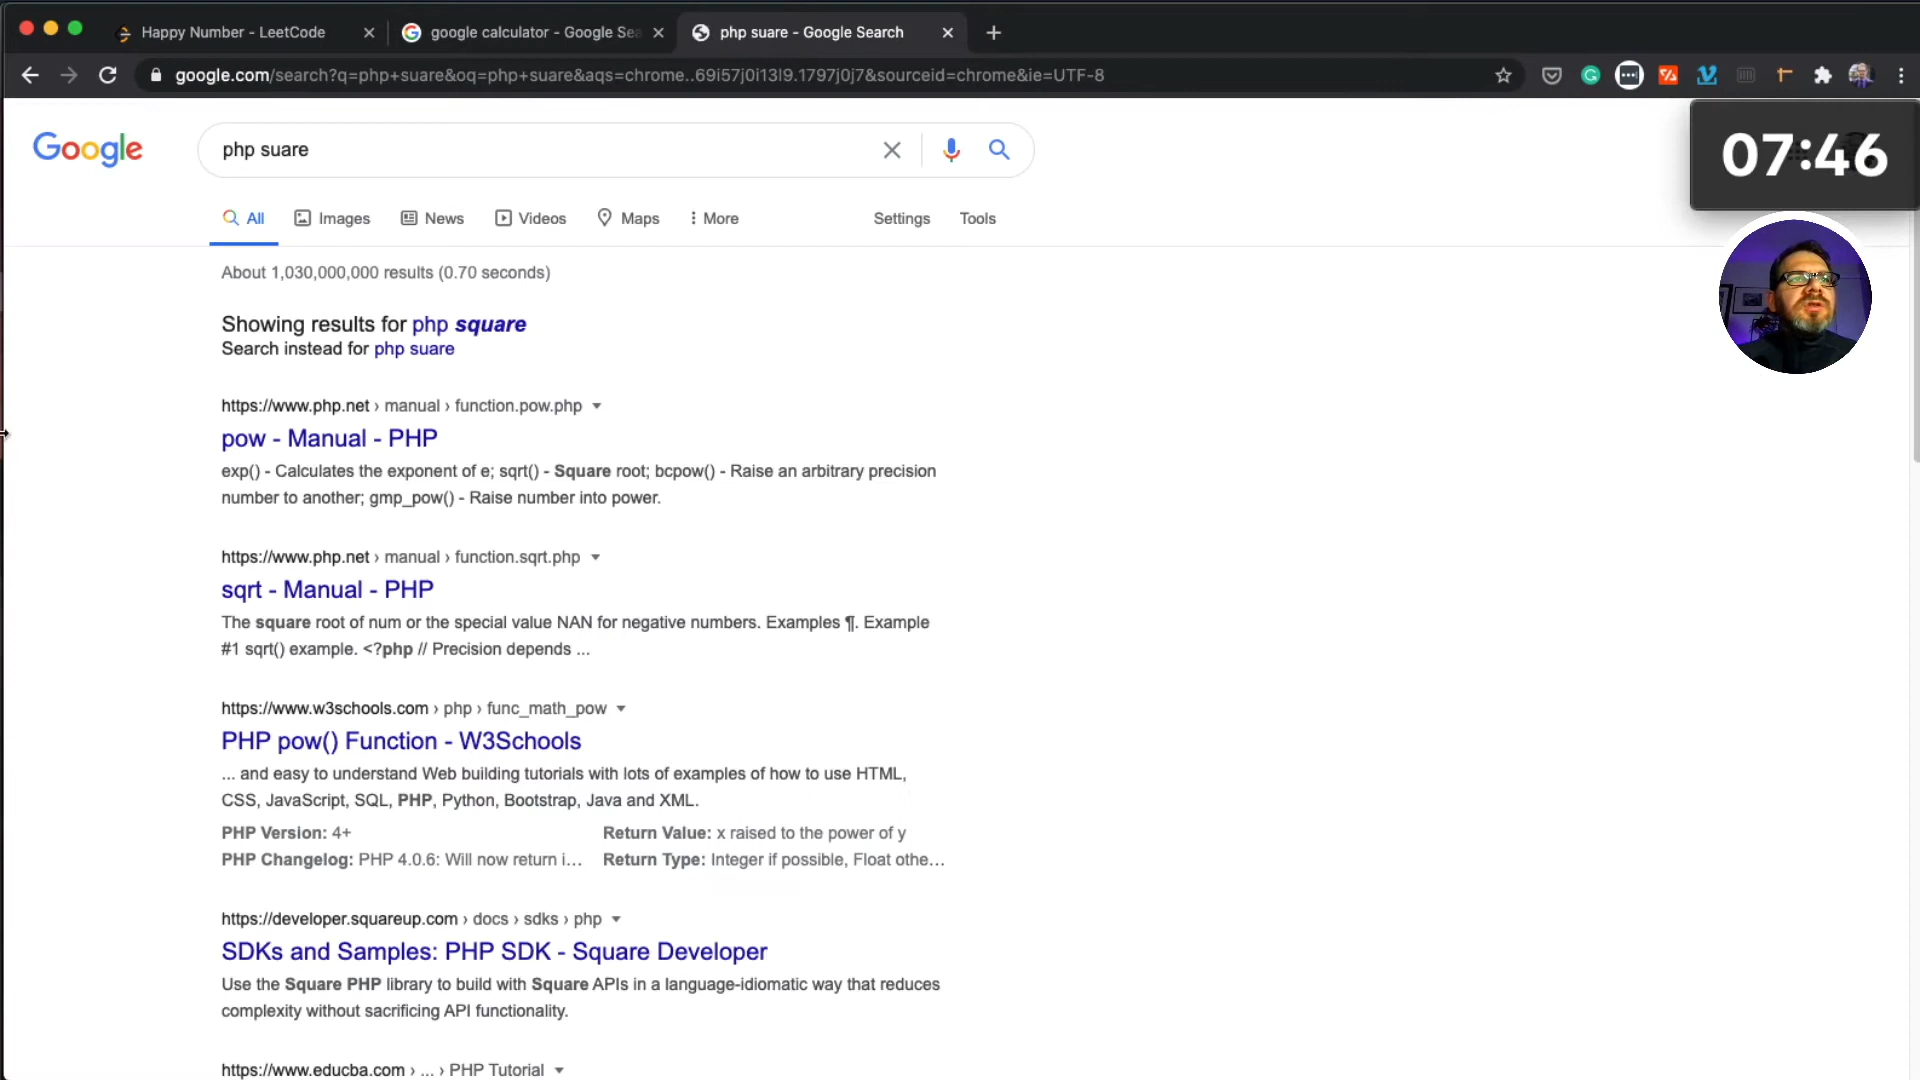 Happy Number - LeetCode
google calculator - Google Sea
php suare - Google Search
google.com/search?q=php+suare&oq=php+suare&aqs=chrome..69i57j0i13l9.1797j0j7&sourceid=chrome&ie=UTF-8
07:46
Google
php suare
All
Images
News
Videos
Maps
More
Settings
Tools
About 1,030,000,000 results (0.70 seconds)
Showing results for php square
Search instead for php suare
https://www.php.net › manual › function.pow.php
pow - Manual - PHP
exp() - Calculates the exponent of e; sqrt() - Square root; bcpow() - Raise an arbitrary precision
number to another; gmp_pow() - Raise number into power.
https://www.php.net › manual › function.sqrt.php
sqrt - Manual - PHP
The square root of num or the special value NAN for negative numbers. Examples ¶. Example
#1 sqrt() example. <?php // Precision depends ...
https://www.w3schools.com › php › func_math_pow
PHP pow() Function - W3Schools
... and easy to understand Web building tutorials with lots of examples of how to use HTML,
CSS, JavaScript, SQL, PHP, Python, Bootstrap, Java and XML.
PHP Version: 4+
Return Value: x raised to the power of y
PHP Changelog: PHP 4.0.6: Will now return i...
Return Type: Integer if possible, Float othe...
https://developer.squareup.com › docs › sdks › php
SDKs and Samples: PHP SDK - Square Developer
Use the Square PHP library to build with Square APIs in a language-idiomatic way that reduces
complexity without sacrificing API functionality.
https://www.educba.com › ... › PHP Tutorial